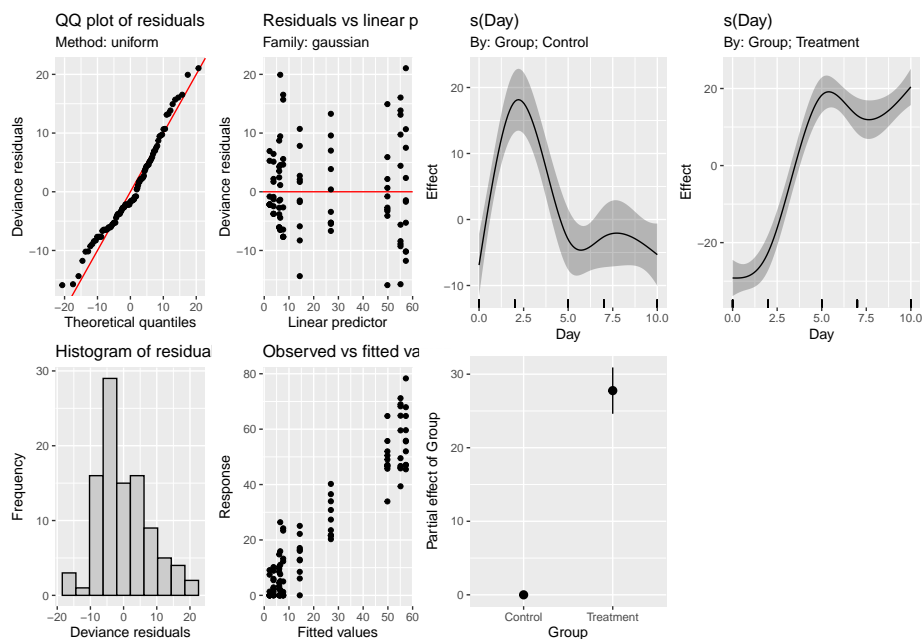 QQ plot of residuals
Method: uniform
20
10
0
−10
Deviance residuals
−20
−10
0
10
20
Theoretical quantiles
Residuals vs linear p
Family: gaussian
20
10
0
−10
Deviance residuals
0
10
20
30
40
50
60
Linear predictor
s(Day)
By: Group; Control
20
10
0
−10
Effect
0.0
2.5
5.0
7.5
10.0
Day
s(Day)
By: Group; Treatment
20
0
−20
Effect
0.0
2.5
5.0
7.5
10.0
Day
Histogram of residual
30
20
10
0
Frequency
−20
−10
0
10
20
Deviance residuals
Observed vs fitted va
80
60
40
20
0
Response
0
10
20
30
40
50
60
Fitted values
30
20
10
0
Partial effect of Group
Control
Treatment
Group